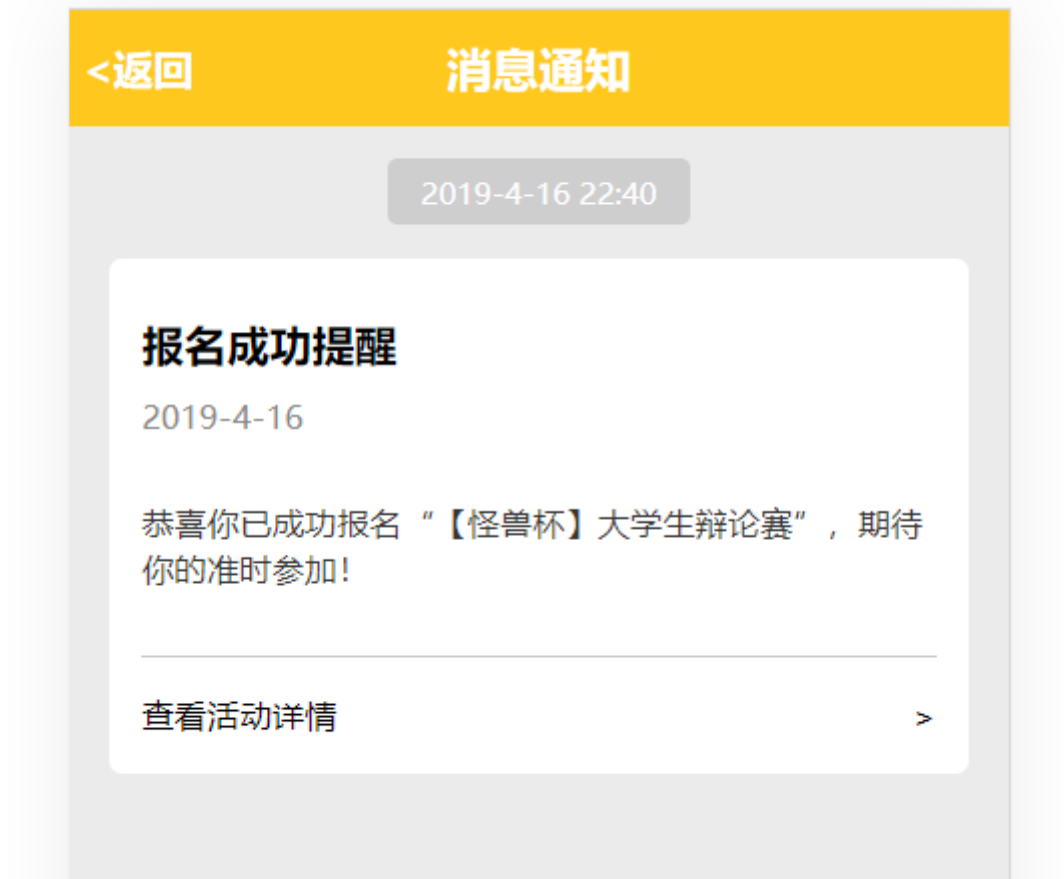 <返回
消息通知
2019-4-16 22:40
报名成功提醒
2019-4-16
恭喜你已成功报名“【怪兽杯】大学生辩论赛”，期待
你的准时参加！
查看活动详情 >